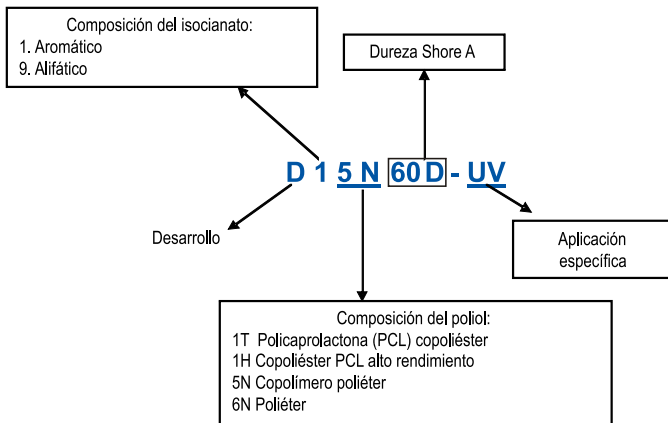 Composición del isocianato:
1. Aromático
9. Alifático
Dureza Shore A
D 1 5 N 60 D - UV
Desarrollo
Aplicación
específica
Composición del poliol:
1T Policaprolactona (PCL) copoliéster
1H Copoliéster PCL alto rendimiento
5N Copolímero poliéter
6N Poliéter